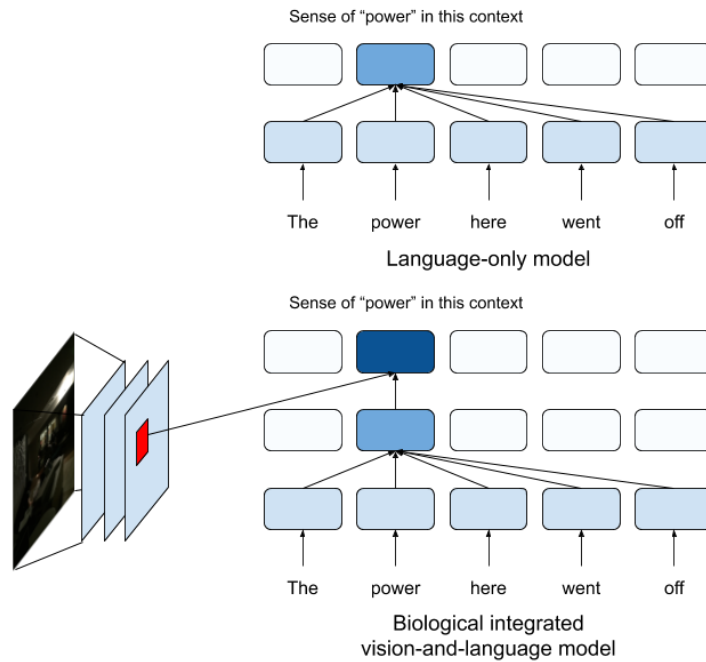 Sense of “power” in this context
The power here went off
Language-only model
Sense of “power” in this context
The power here went off
Biological integrated
vision-and-language model